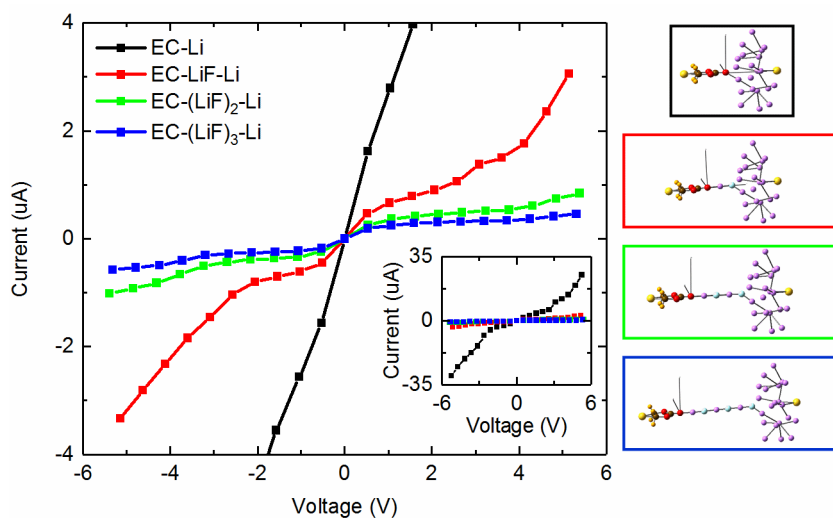 EC-Li
EC-LiF-Li
EC-(LiF)2-Li
EC-(LiF)3-Li
Current (uA)
4
2
0
-2
-4
-6
-4
-2
0
2
4
6
Voltage (V)
Current (uA)
35
0
-35
-6
0
6
Voltage (V)